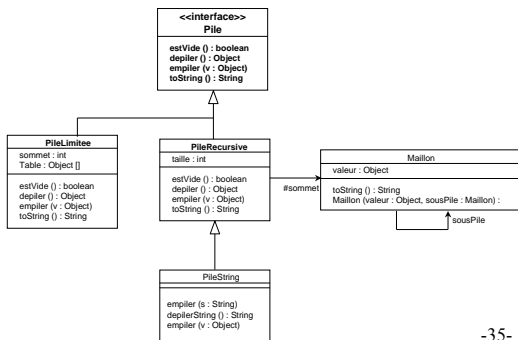 <<interface>>
Pile
estVide () : boolean
depiler () : Object
empiler (v : Object)
toString () : String
PileLimitee
sommet : int
Table : Object []
estVide () : boolean
depiler () : Object
empiler (v : Object)
toString () : String
PileRecursive
taille : int
estVide () : boolean
depiler () : Object
empiler (v : Object)
toString () : String
#sommet
Maillon
valeur : Object
toString () : String
Maillon (valeur : Object, sousPile : Maillon) :
sousPile
PileString
empiler (s : String)
depilerString () : String
empiler (v : Object)
-35-